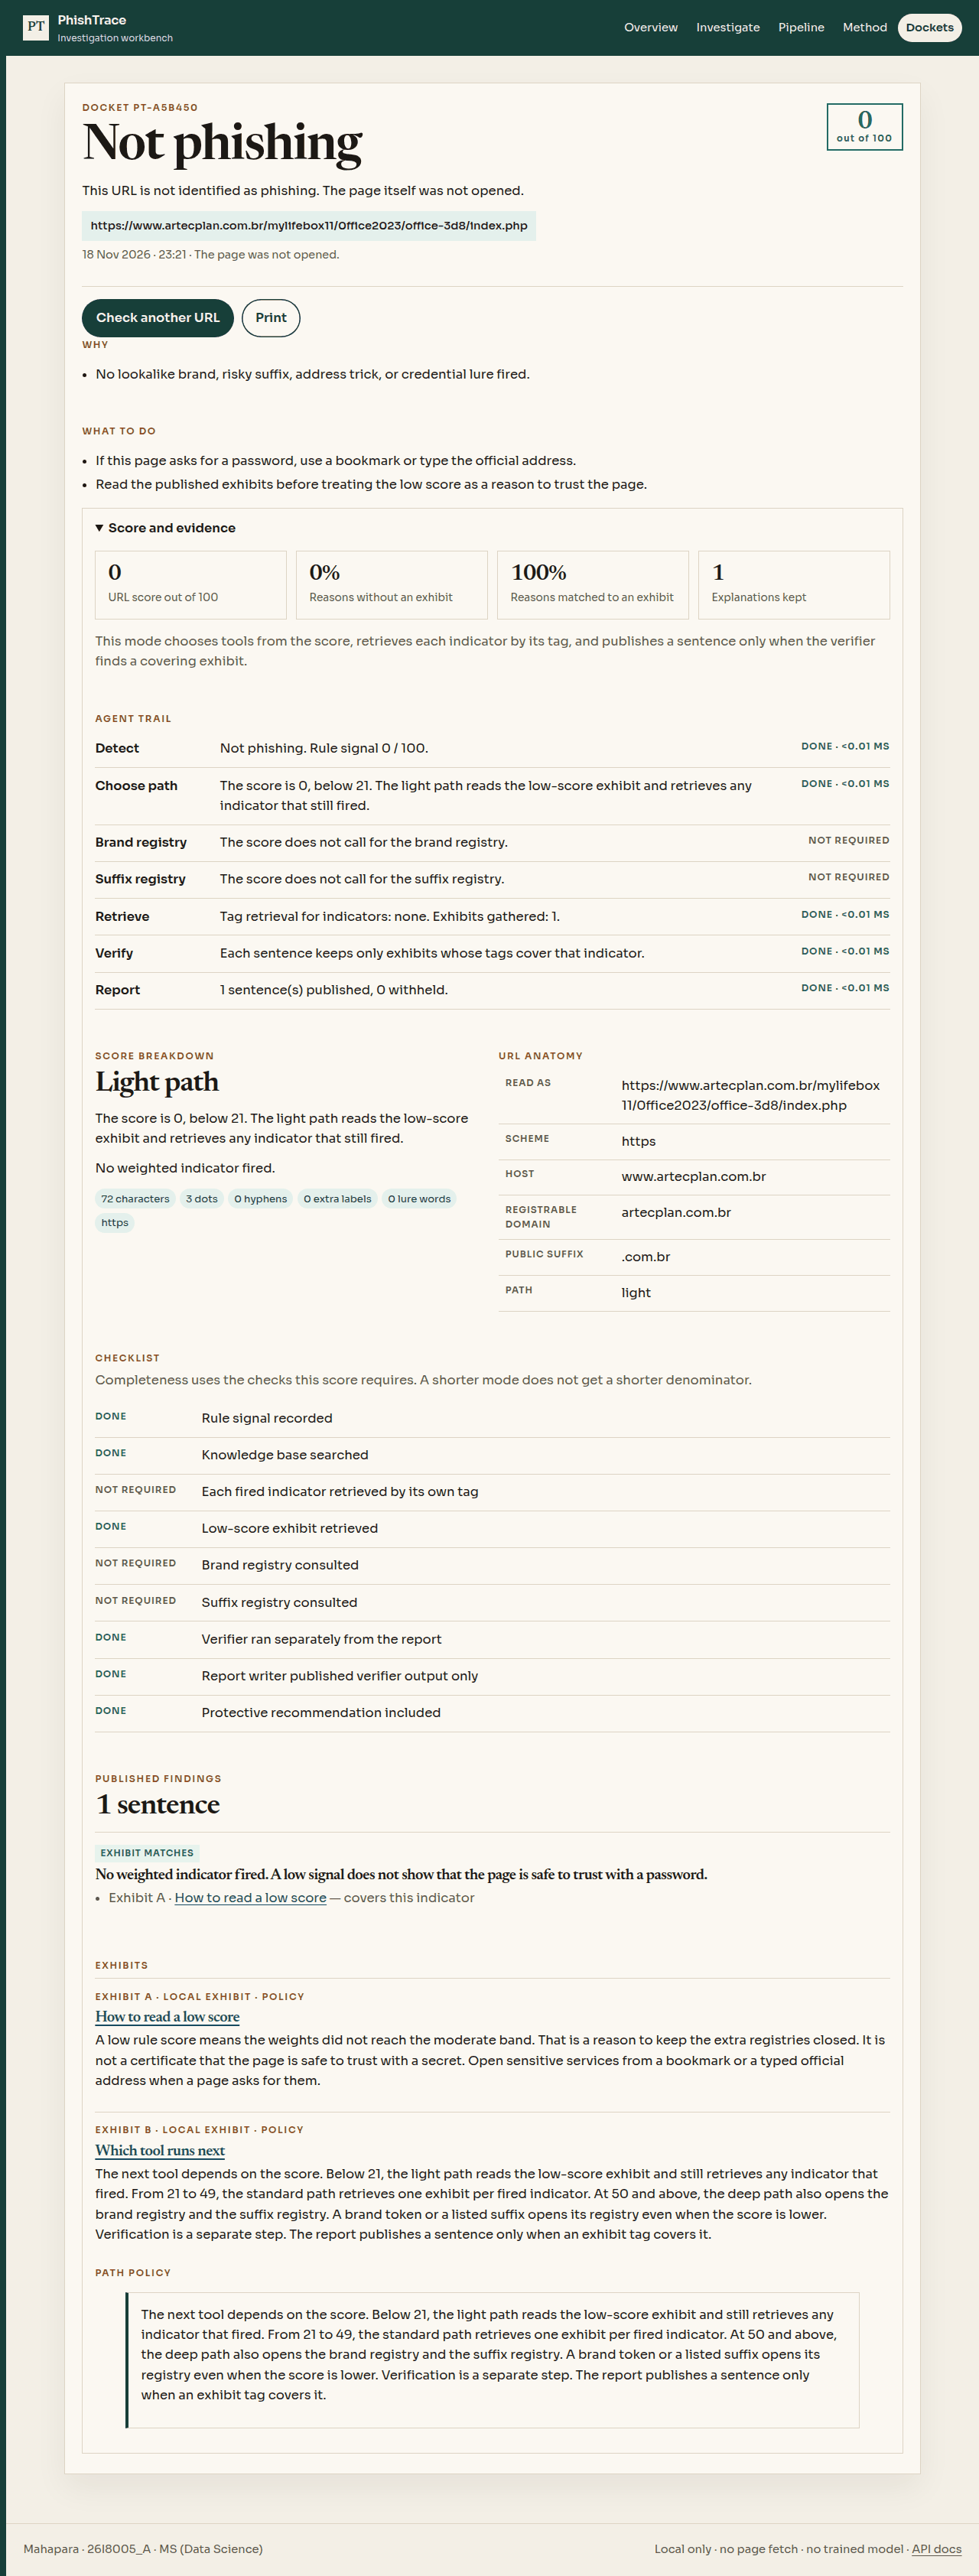 PT
PhishTrace
Investigation workbench
Overview
Investigate
Pipeline
Method
Dockets
DOCKET PT-A5B450
Not phishing
0
out of 100
This URL is not identified as phishing. The page itself was not opened.
https://www.artecplan.com.br/mylifebox11/0ffice2023/office-3d8/index.php
18 Nov 2026 · 23:21 · The page was not opened.
Check another URL
Print
WHY
• No lookalike brand, risky suffix, address trick, or credential lure fired.
WHAT TO DO
• If this page asks for a password, use a bookmark or type the official address.
• Read the published exhibits before treating the low score as a reason to trust the page.
▼ Score and evidence
0
URL score out of 100
0%
Reasons without an exhibit
100%
Reasons matched to an exhibit
1
Explanations kept
This mode chooses tools from the score, retrieves each indicator by its tag, and publishes a sentence only when the verifier
finds a covering exhibit.
AGENT TRAIL
Detect
Not phishing. Rule signal 0 / 100.
DONE · <0.01 MS
Choose path
The score is 0, below 21. The light path reads the low-score exhibit and retrieves any
indicator that still fired.
DONE · <0.01 MS
Brand registry
The score does not call for the brand registry.
NOT REQUIRED
Suffix registry
The score does not call for the suffix registry.
NOT REQUIRED
Retrieve
Tag retrieval for indicators: none. Exhibits gathered: 1.
DONE · <0.01 MS
Verify
Each sentence keeps only exhibits whose tags cover that indicator.
DONE · <0.01 MS
Report
1 sentence(s) published, 0 withheld.
DONE · <0.01 MS
SCORE BREAKDOWN
Light path
The score is 0, below 21. The light path reads the low-score
exhibit and retrieves any indicator that still fired.
No weighted indicator fired.
72 characters
3 dots
0 hyphens
0 extra labels
0 lure words
https
URL ANATOMY
READ AS
https://www.artecplan.com.br/mylifebox
11/0ffice2023/office-3d8/index.php
SCHEME
https
HOST
www.artecplan.com.br
REGISTRABLE
DOMAIN
artecplan.com.br
PUBLIC SUFFIX
.com.br
PATH
light
CHECKLIST
Completeness uses the checks this score requires. A shorter mode does not get a shorter denominator.
DONE
Rule signal recorded
DONE
Knowledge base searched
NOT REQUIRED
Each fired indicator retrieved by its own tag
DONE
Low-score exhibit retrieved
NOT REQUIRED
Brand registry consulted
NOT REQUIRED
Suffix registry consulted
DONE
Verifier ran separately from the report
DONE
Report writer published verifier output only
DONE
Protective recommendation included
PUBLISHED FINDINGS
1 sentence
EXHIBIT MATCHES
No weighted indicator fired. A low signal does not show that the page is safe to trust with a password.
• Exhibit A · How to read a low score — covers this indicator
EXHIBITS
EXHIBIT A · LOCAL EXHIBIT · POLICY
How to read a low score
A low rule score means the weights did not reach the moderate band. That is a reason to keep the extra registries closed. It is
not a certificate that the page is safe to trust with a secret. Open sensitive services from a bookmark or a typed official
address when a page asks for them.
EXHIBIT B · LOCAL EXHIBIT · POLICY
Which tool runs next
The next tool depends on the score. Below 21, the light path reads the low-score exhibit and still retrieves any indicator that
fired. From 21 to 49, the standard path retrieves one exhibit per fired indicator. At 50 and above, the deep path also opens the
brand registry and the suffix registry. A brand token or a listed suffix opens its registry even when the score is lower.
Verification is a separate step. The report publishes a sentence only when an exhibit tag covers it.
PATH POLICY
The next tool depends on the score. Below 21, the light path reads the low-score exhibit and still retrieves any
indicator that fired. From 21 to 49, the standard path retrieves one exhibit per fired indicator. At 50 and above,
the deep path also opens the brand registry and the suffix registry. A brand token or a listed suffix opens its
registry even when the score is lower. Verification is a separate step. The report publishes a sentence only
when an exhibit tag covers it.
Mahapara · 26I8005_A · MS (Data Science)
Local only · no page fetch · no trained model · API docs